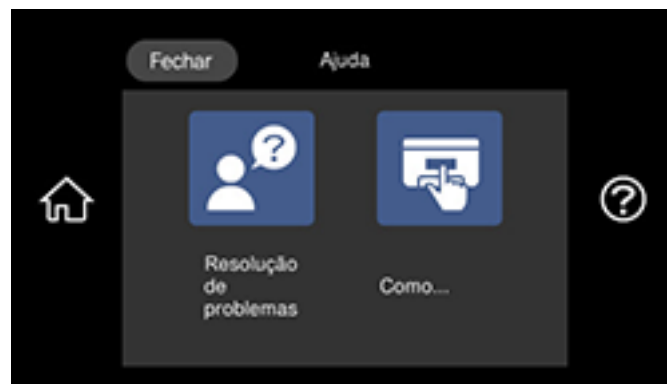 Fechar
Ajuda
Resolução
de
problemas
Como...